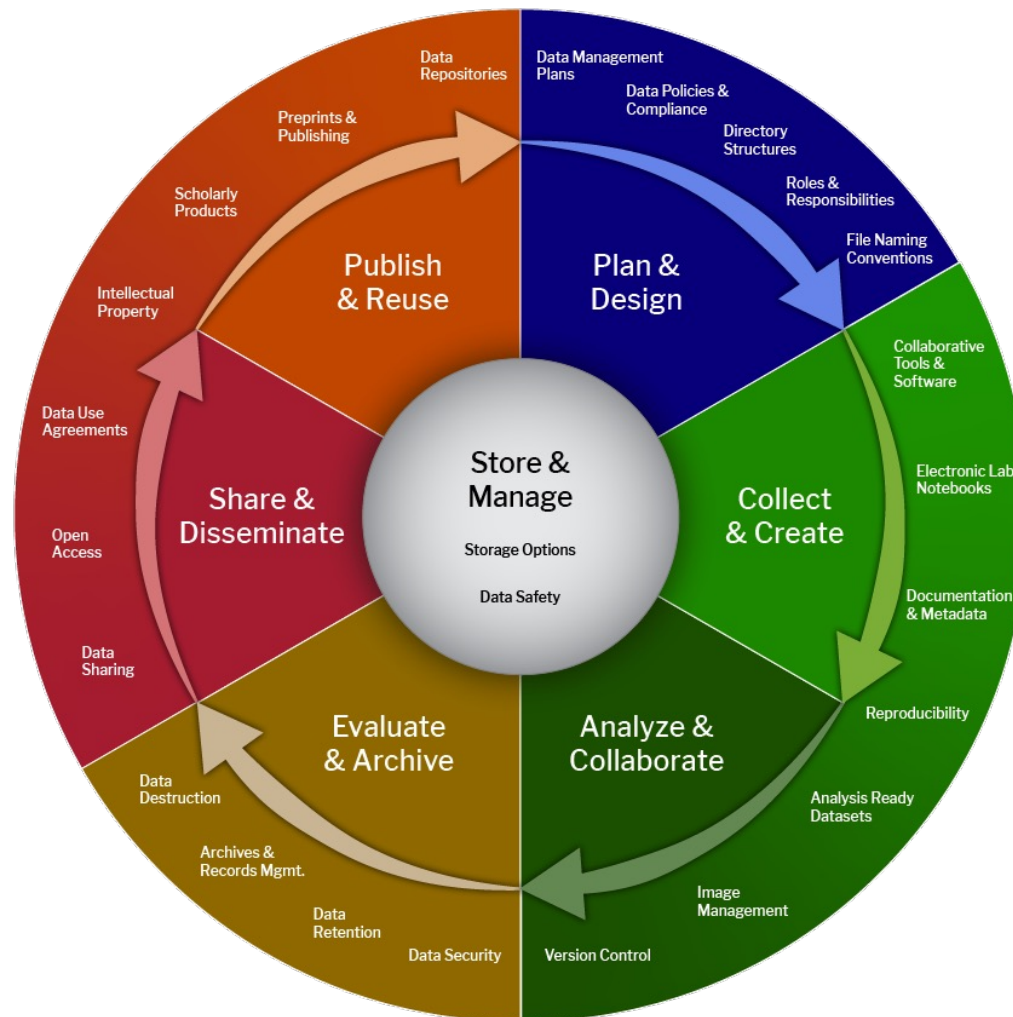 Data Management
Plans
Data Policies &
Compliance
Directory
Structures
Roles &
Responsibilities
File Naming
Conventions
Plan &
Design
Collaborative
Tools &
Software
Electronic Lab
Notebooks
Documentation
& Metadata
Reproducibility
Collect
& Create
Analysis Ready
Datasets
Image
Management
Version Control
Analyze &
Collaborate
Data Security
Data
Retention
Archives &
Records Mgmt.
Data
Destruction
Evaluate
& Archive
Data
Sharing
Open
Access
Data Use
Agreements
Share &
Disseminate
Intellectual
Property
Scholarly
Products
Preprints &
Publishing
Data
Repositories
Publish
& Reuse
Store &
Manage
Storage Options
Data Safety